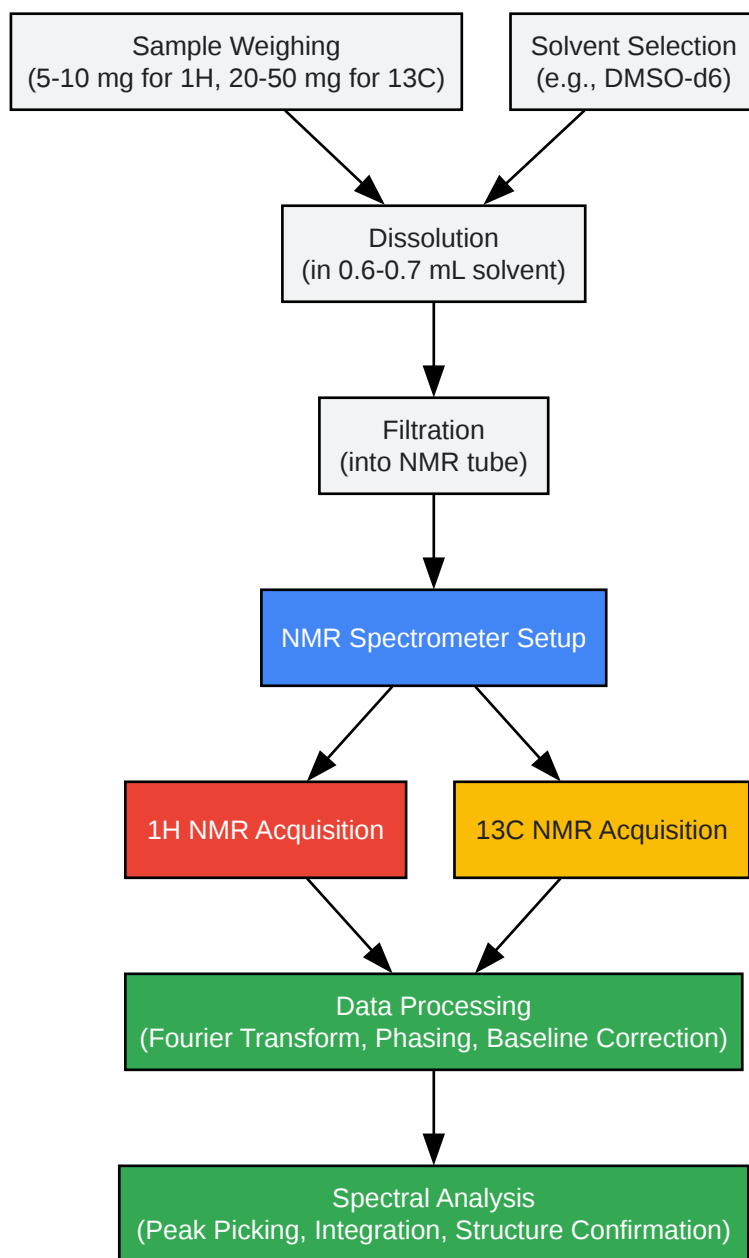 Sample Weighing
(5-10 mg for 1H, 20-50 mg for 13C)
Solvent Selection
(e.g., DMSO-d6)
Dissolution
(in 0.6-0.7 mL solvent)
Filtration
(into NMR tube)
NMR Spectrometer Setup
1H NMR Acquisition
13C NMR Acquisition
Data Processing
(Fourier Transform, Phasing, Baseline Correction)
Spectral Analysis
(Peak Picking, Integration, Structure Confirmation)